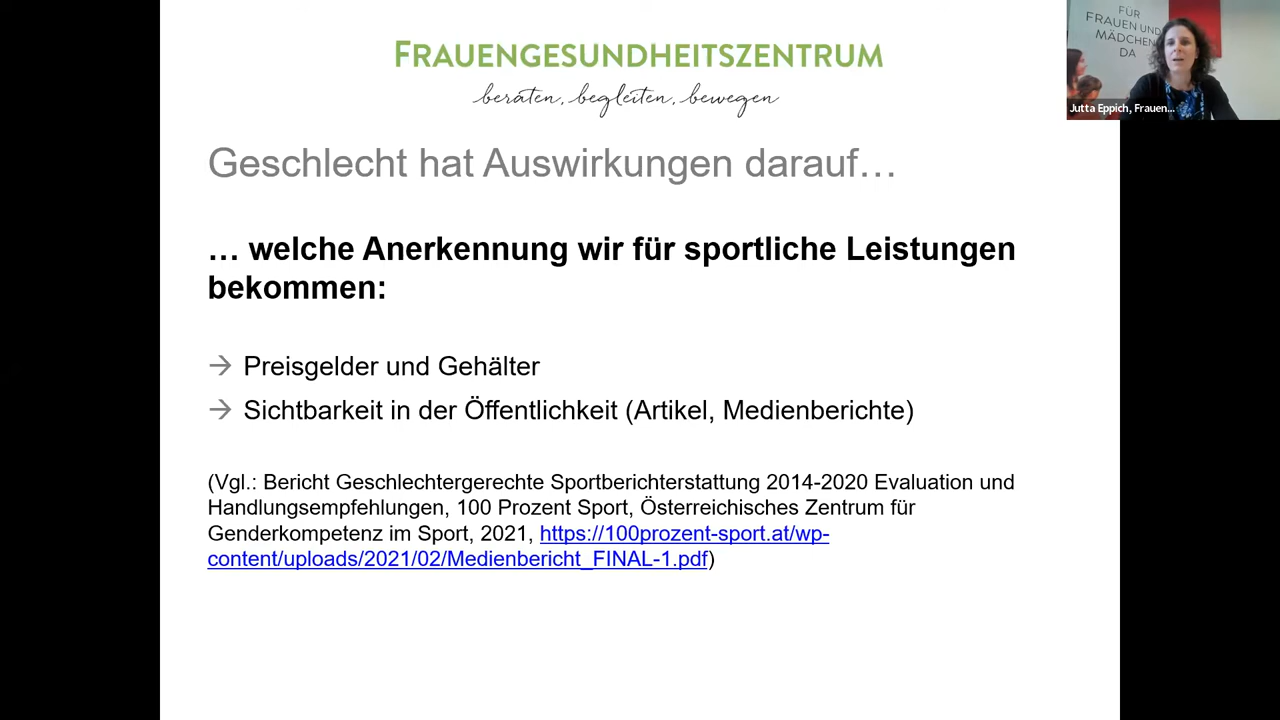 FRAUENGESUNDHEITSZENTRUM
beraten, begleiten, bewegen
Geschlecht hat Auswirkungen darauf…
… welche Anerkennung wir für sportliche Leistungen
bekommen:
→ Preisgelder und Gehälter
→ Sichtbarkeit in der Öffentlichkeit (Artikel, Medienberichte)
(Vgl.: Bericht Geschlechtergerechte Sportberichterstattung 2014-2020 Evaluation und
Handlungsempfehlungen, 100 Prozent Sport, Österreichisches Zentrum für
Genderkompetenz im Sport, 2021, https://100prozent-sport.at/wp-
content/uploads/2021/02/Medienbericht_FINAL-1.pdf)
FÜR
FRAUEN UND
MÄDCHEN
DA
Jutta Eppich, Frauen...